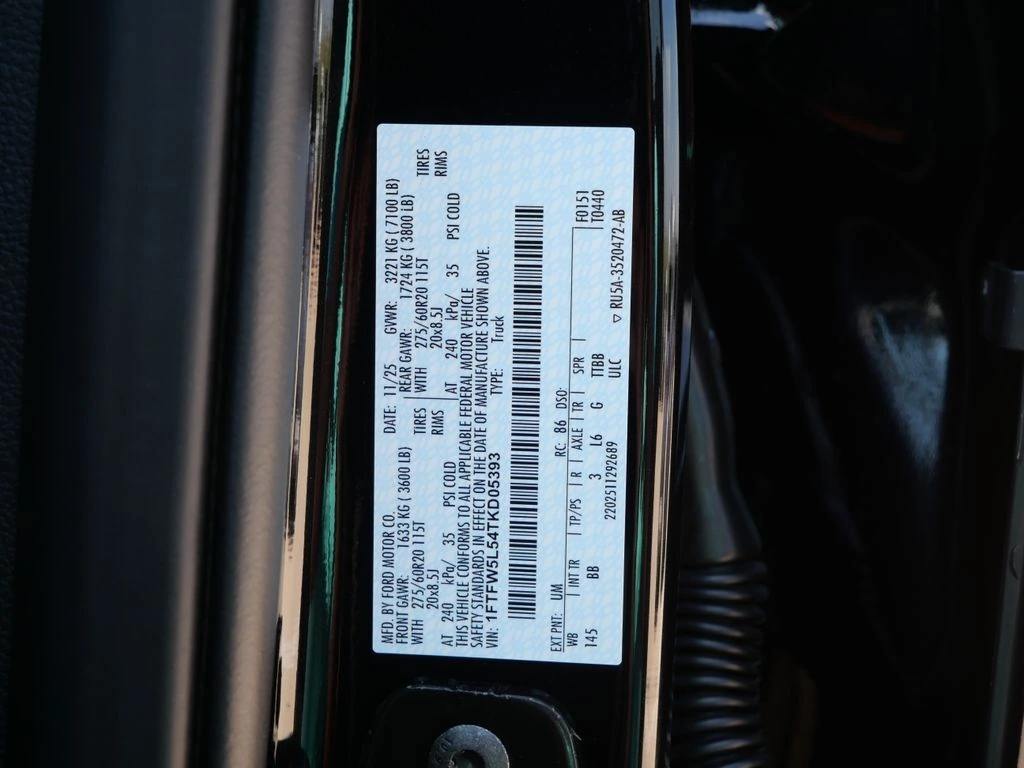 MFD. BY FORD MOTOR CO. DATE: 11/25 GVWR: 3221 KG ( 7100 LB)
FRONT GAWR: 1633 KG ( 3600 LB) REAR GAWR: 1724 KG ( 3800 LB)
WITH 275/60R20 115T TIRES WITH 275/60R20 115T TIRES
20x8.5J RIMS 20x8.5J RIMS
AT 240 kPa/ 35 PSI COLD AT 240 kPa/ 35 PSI COLD
THIS VEHICLE CONFORMS TO ALL APPLICABLE FEDERAL MOTOR VEHICLE
SAFETY STANDARDS IN EFFECT ON THE DATE OF MANUFACTURE SHOWN ABOVE.
VIN: 1FTFW5L54TKD05393 TYPE: Truck
EXT PNT: UM RC: 86 DSO: F0151
WB INT TR TP/PS R AXLE TR SPR T0440
145 BB 3 L6 G TTBB
2202511292689 ULC ▽ RU5A-3520472-AB